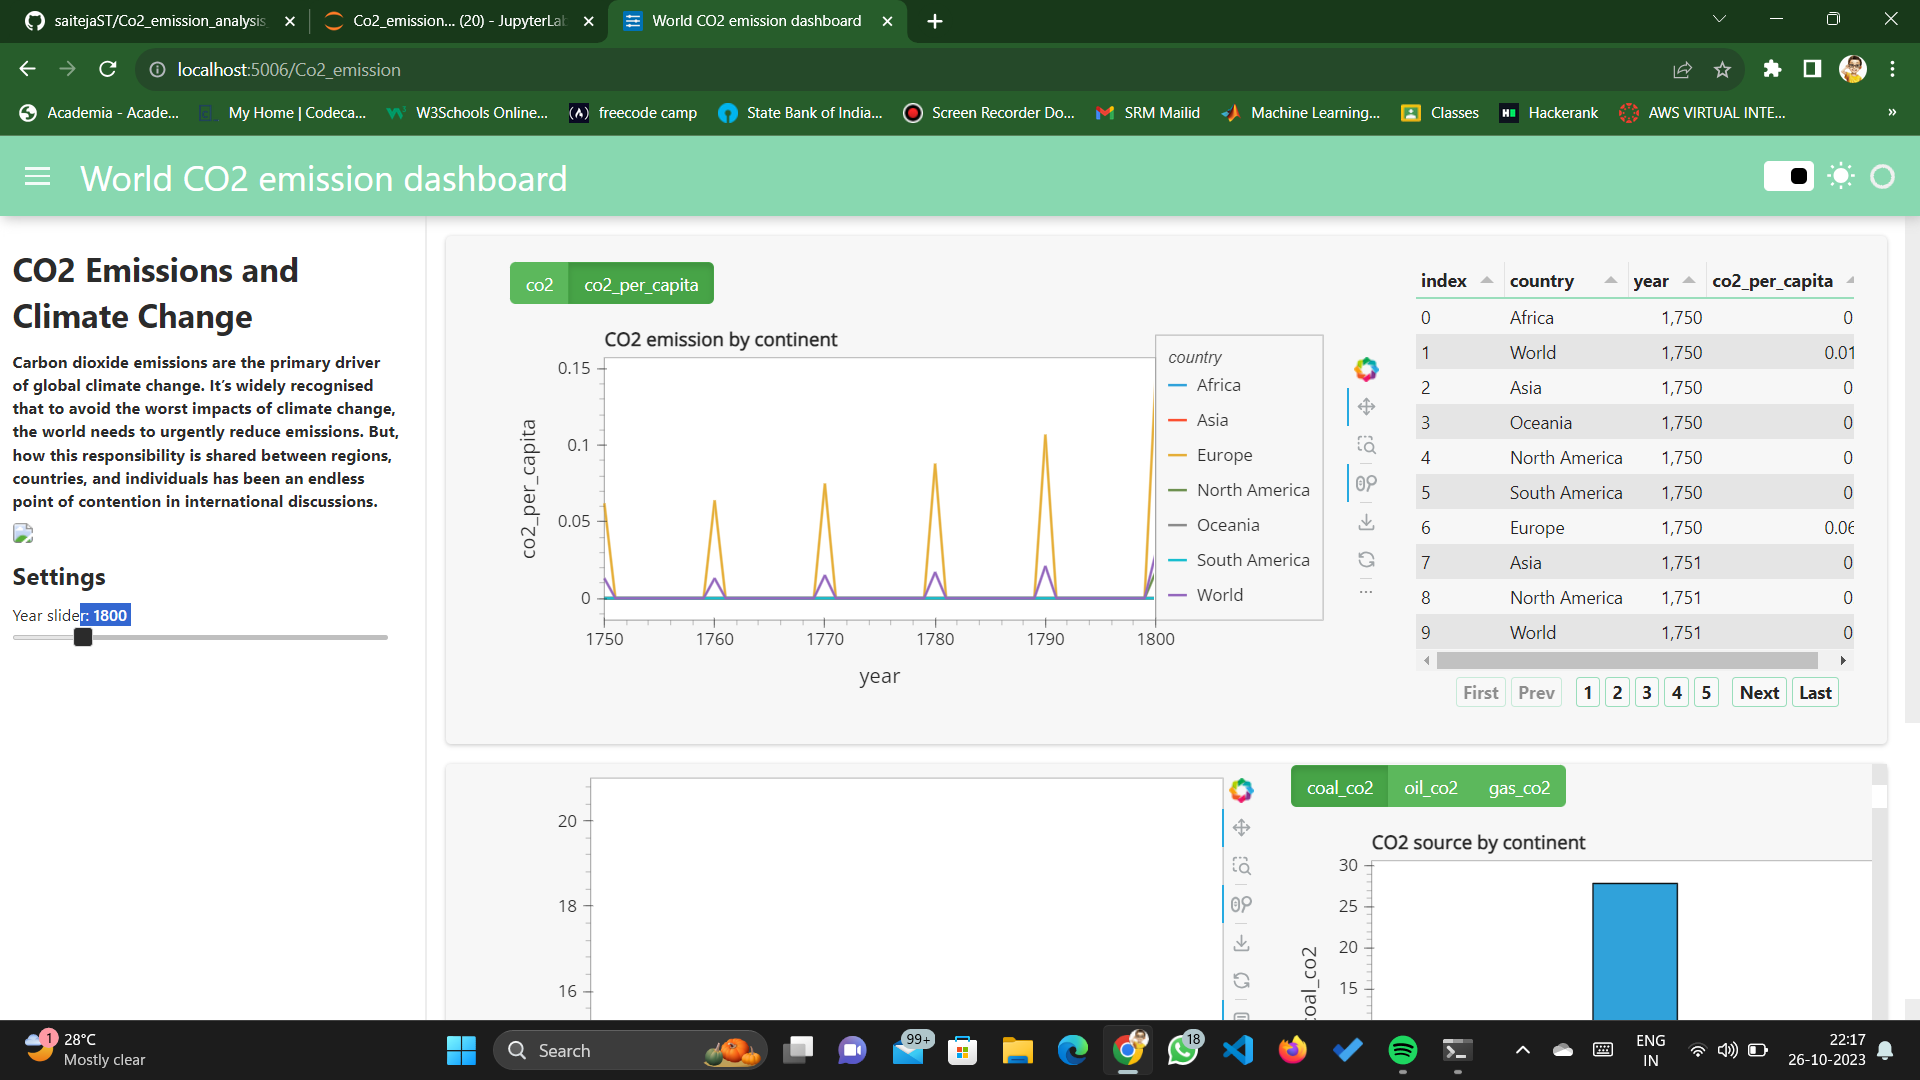 saitejaST/Co2_emission_analysis
Co2_emission... (20) - JupyterLab
World CO2 emission dashboard
localhost:5006/Co2_emission
Academia - Acade...
My Home | Codeca...
W3Schools Online...
freecode camp
State Bank of India...
Screen Recorder Do...
SRM Mailid
Machine Learning...
Classes
Hackerank
AWS VIRTUAL INTE...
»
World CO2 emission dashboard
CO2 Emissions and
Climate Change
Carbon dioxide emissions are the primary driver
of global climate change. It's widely recognised
that to avoid the worst impacts of climate change,
the world needs to urgently reduce emissions. But,
how this responsibility is shared between regions,
countries, and individuals has been an endless
point of contention in international discussions.
Settings
Year slider: 1800
co2 co2_per_capita
CO2 emission by continent
co2_per_capita
0.15
0.1
0.05
0
1750 1760 1770 1780 1790 1800
year
country
Africa
Asia
Europe
North America
Oceania
South America
World
index country year co2_per_capita
0 Africa 1,750 0
1 World 1,750 0.01
2 Asia 1,750 0
3 Oceania 1,750 0
4 North America 1,750 0
5 South America 1,750 0
6 Europe 1,750 0.06
7 Asia 1,751 0
8 North America 1,751 0
9 World 1,751 0
First Prev 1 2 3 4 5 Next Last
20
18
16
coal_co2 oil_co2 gas_co2
CO2 source by continent
30
25
20
15
coal_co2
1
28°C
Mostly clear
Search
99+
18
ENG
IN
22:17
26-10-2023